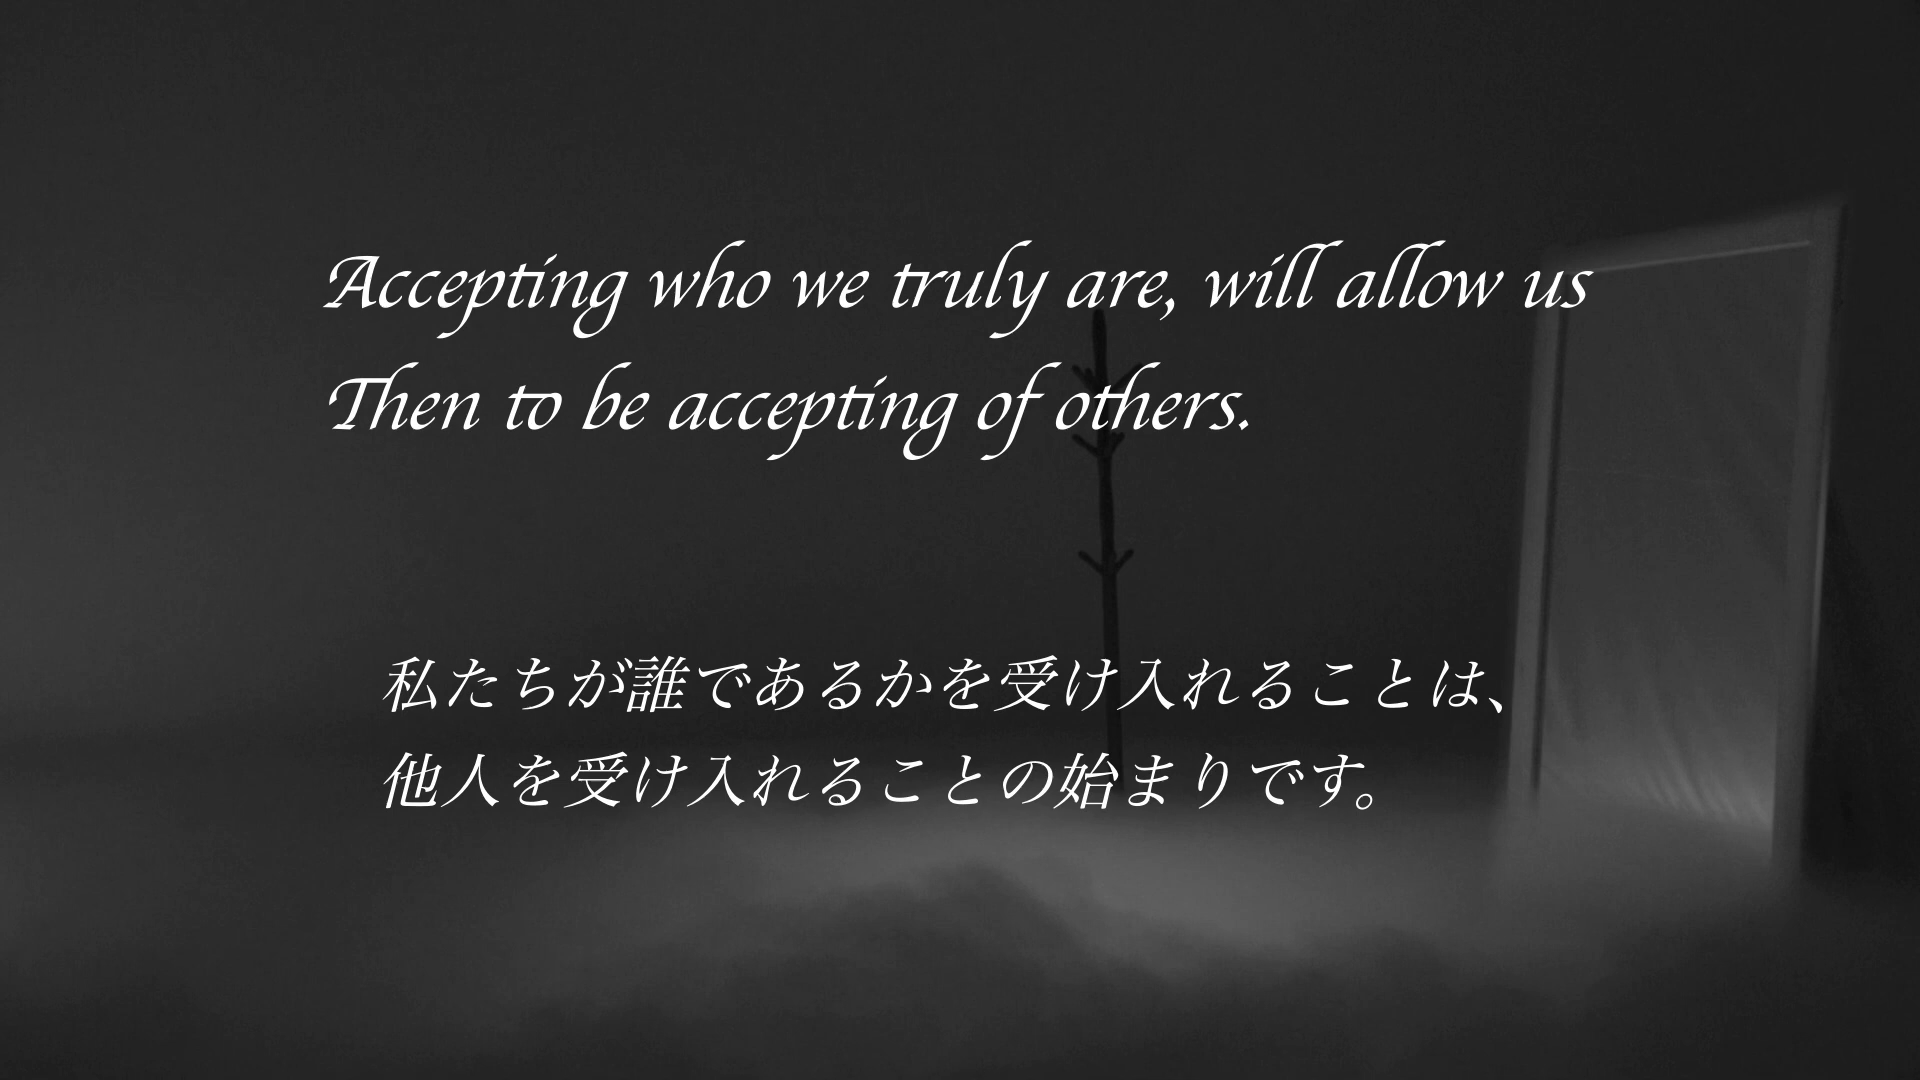 Accepting who we truly are, will allow us
Then to be accepting of others.
私たちが誰であるかを受け入れることは、
他人を受け入れることの始まりです。